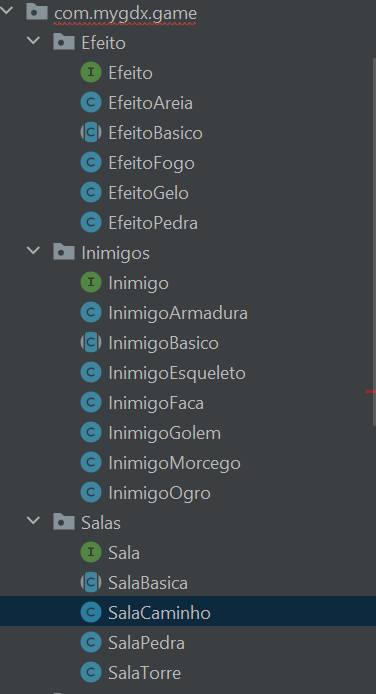 com.mygdx.game
Efeito
Efeito
EfeitoAreia
EfeitoBasico
EfeitoFogo
EfeitoGelo
EfeitoPedra
Inimigos
Inimigo
InimigoArmadura
InimigoBasico
InimigoEsqueleto
InimigoFaca
InimigoGolem
InimigoMorcego
InimigoOgro
Salas
Sala
SalaBasica
SalaCaminho
SalaPedra
SalaTorre